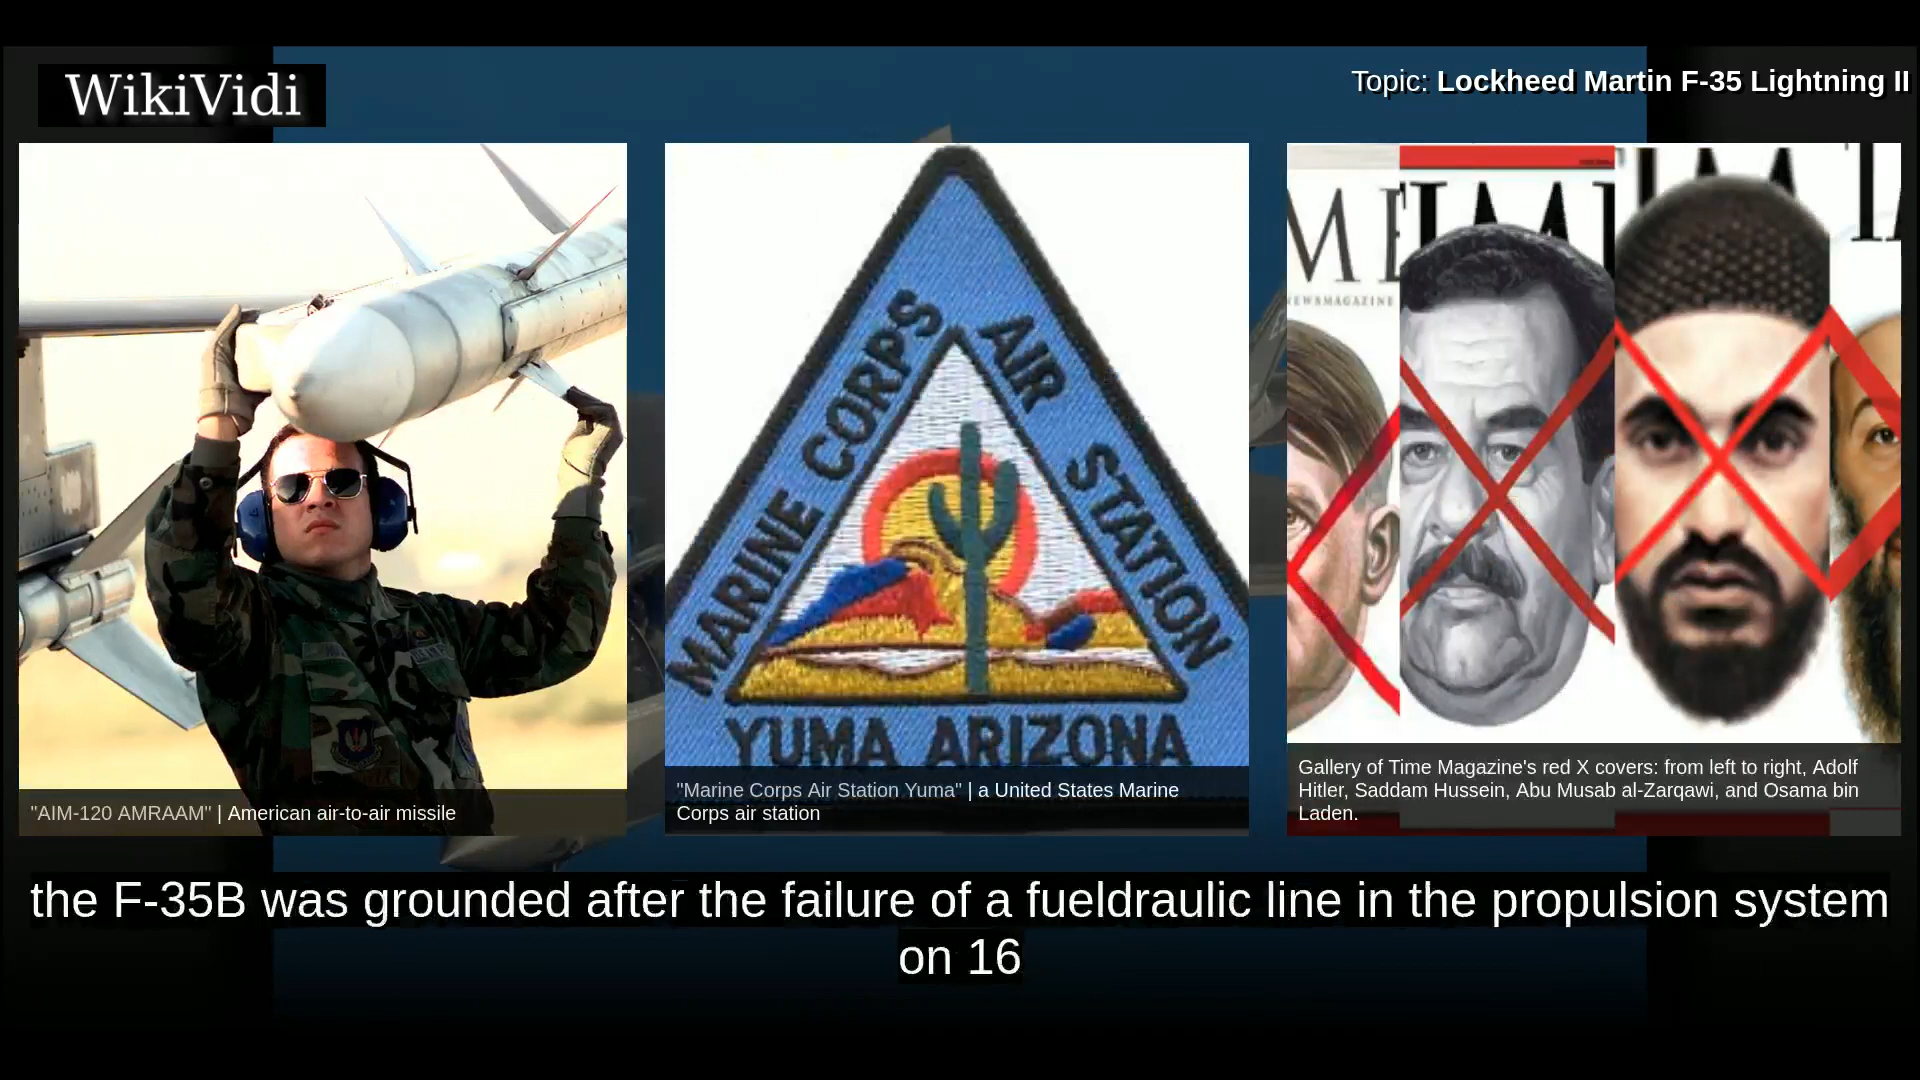 WikiVidi
Topic: Lockheed Martin F-35 Lightning II
MARINE CORPS AIR STATION
YUMA ARIZONA
ME
NEWSMAGAZINE
"AIM-120 AMRAAM" | American air-to-air missile
"Marine Corps Air Station Yuma" | a United States Marine
Corps air station
Gallery of Time Magazine's red X covers: from left to right, Adolf
Hitler, Saddam Hussein, Abu Musab al-Zarqawi, and Osama bin
Laden.
the F-35B was grounded after the failure of a fueldraulic line in the propulsion system
on 16